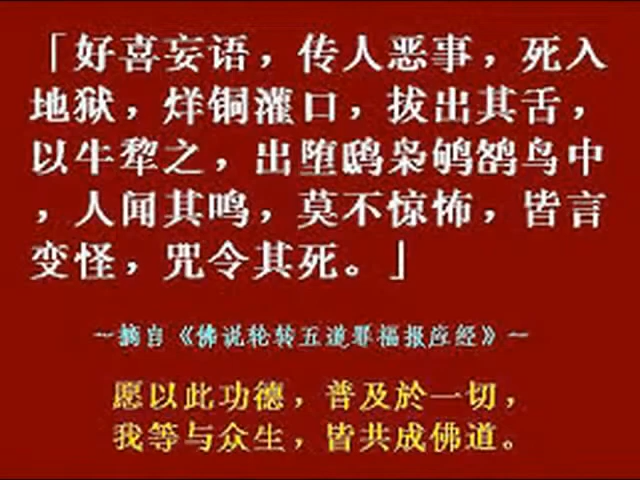 「好喜妄语，传人恶事，死入
地狱，烊铜灌口，拔出其舌，
以牛犂之，出堕鸱枭鸲鹆鸟中
，人闻其鸣，莫不惊怖，皆言
变怪，咒令其死。」
－摘自《佛说轮转五道罪福报应经》－
愿以此功德，普及於一切，
我等与众生，皆共成佛道。